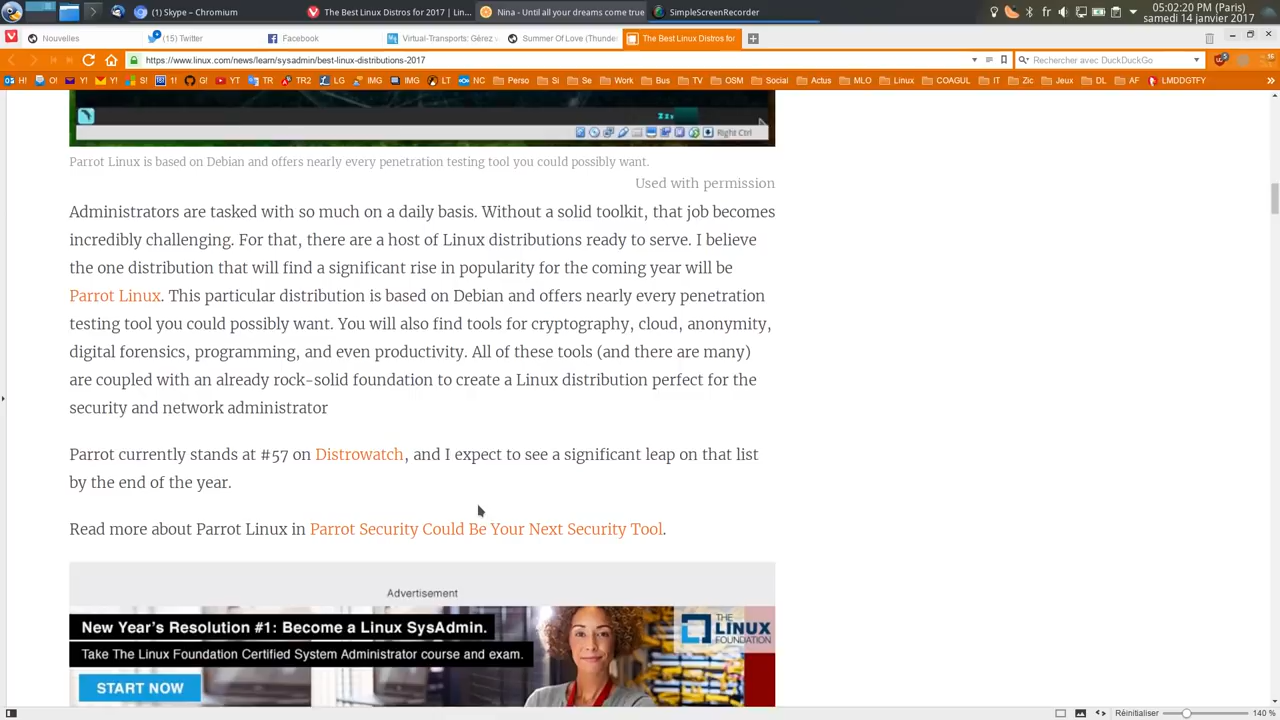 (1) Skype – Chromium
The Best Linux Distros for 2017 | Lin...
Nina - Until all your dreams come true
SimpleScreenRecorder
fr
05:02:20 PM (Paris)
samedi 14 janvier 2017
Nouvelles
(15) Twitter
Facebook
Virtual-Transports: Gérez v
Summer Of Love (Thunder
The Best Linux Distros for
https://www.linux.com/news/learn/sysadmin/best-linux-distributions-2017
Rechercher avec DuckDuckGo
H! O! Y! Y! S! 1! G! YT TR TR2 LG IMG IMG LT NC Perso Si Se Work Bus TV OSM Social Actus MLO Linux IT COAGUL Zic Jeux DL AF LMDDGTFY
Right Ctrl
Parrot Linux is based on Debian and offers nearly every penetration testing tool you could possibly want.
Used with permission
Administrators are tasked with so much on a daily basis. Without a solid toolkit, that job becomes
incredibly challenging. For that, there are a host of Linux distributions ready to serve. I believe
the one distribution that will find a significant rise in popularity for the coming year will be
Parrot Linux. This particular distribution is based on Debian and offers nearly every penetration
testing tool you could possibly want. You will also find tools for cryptography, cloud, anonymity,
digital forensics, programming, and even productivity. All of these tools (and there are many)
are coupled with an already rock-solid foundation to create a Linux distribution perfect for the
security and network administrator
Parrot currently stands at #57 on Distrowatch, and I expect to see a significant leap on that list
by the end of the year.
Read more about Parrot Linux in Parrot Security Could Be Your Next Security Tool.
Advertisement
New Year's Resolution #1: Become a Linux SysAdmin.
Take The Linux Foundation Certified System Administrator course and exam.
START NOW
THE
LINUX
FOUNDATION
Réinitialiser
140 %